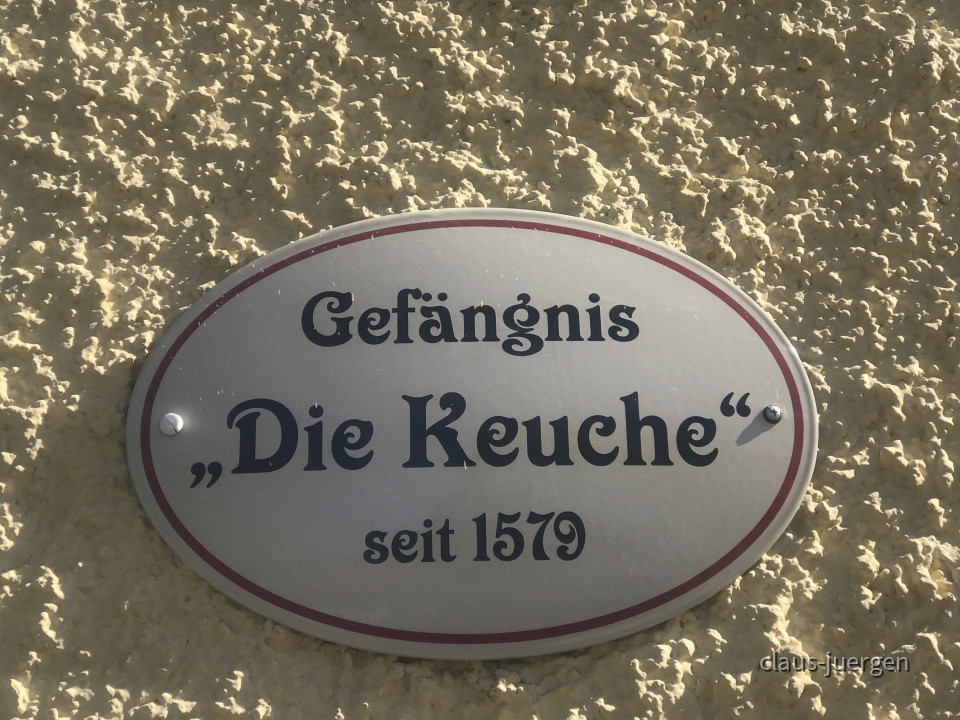 Gefängnis
„Die Keuche“
seit 1579
claus-juergen